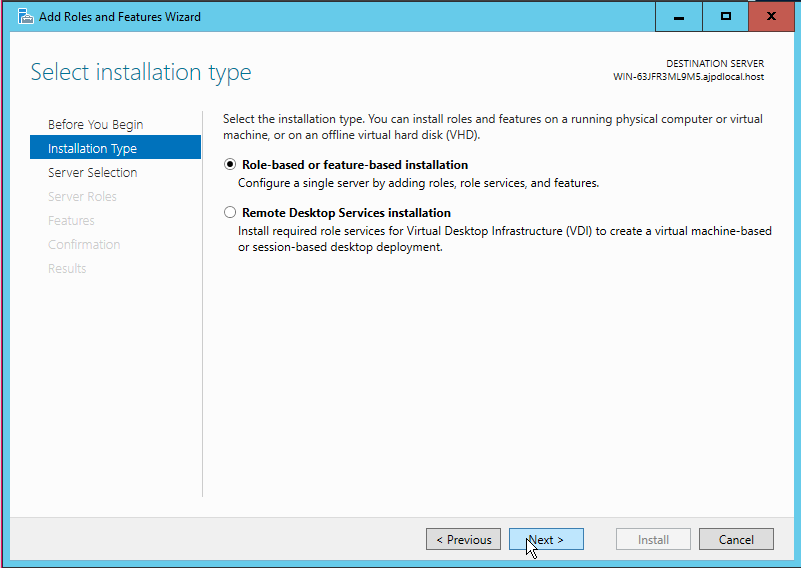 Add Roles and Features Wizard
Select installation type
DESTINATION SERVER
WIN-63JFR3ML9M5.ajpdlocal.host
Before You Begin
Installation Type
Server Selection
Server Roles
Features
Confirmation
Results
Select the installation type. You can install roles and features on a running physical computer or virtual
machine, or on an offline virtual hard disk (VHD).
Role-based or feature-based installation
Configure a single server by adding roles, role services, and features.
Remote Desktop Services installation
Install required role services for Virtual Desktop Infrastructure (VDI) to create a virtual machine-based
or session-based desktop deployment.
< Previous
Next >
Install
Cancel